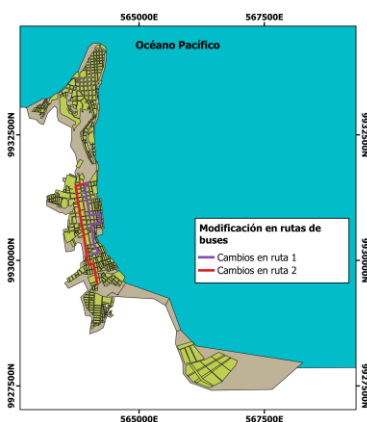 565000E
567500E
Océano Pacífico
9932500N
9932500N
Modificación en rutas de
buses
Cambios en ruta 1
Cambios en ruta 2
9930000N
9930000N
9927500N
9927500N
565000E
567500E